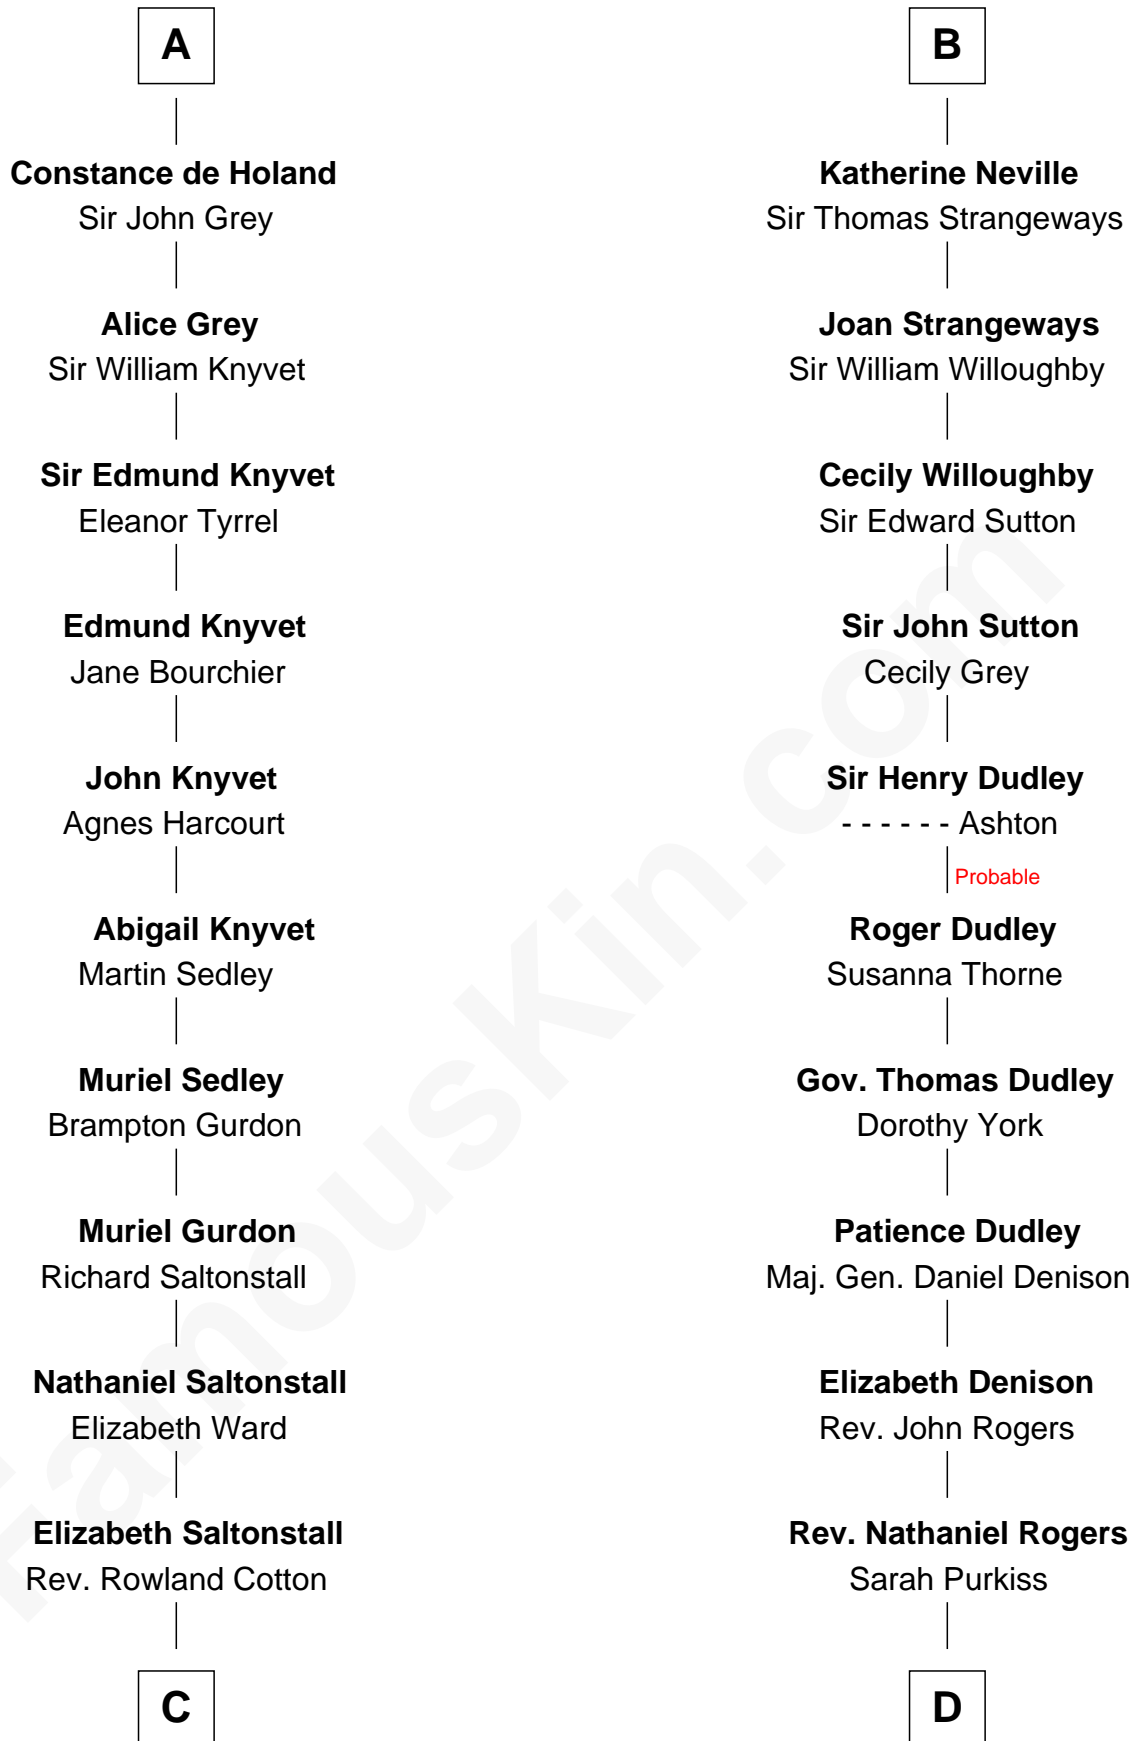 A
Constance de Holand
Sir John Grey
Alice Grey
Sir William Knyvet
Sir Edmund Knyvet
Eleanor Tyrrel
Edmund Knyvet
Jane Bourchier
John Knyvet
Agnes Harcourt
Abigail Knyvet
Martin Sedley
Muriel Sedley
Brampton Gurdon
Muriel Gurdon
Richard Saltonstall
Nathaniel Saltonstall
Elizabeth Ward
Elizabeth Saltonstall
Rev. Rowland Cotton
C
B
Katherine Neville
Sir Thomas Strangeways
Joan Strangeways
Sir William Willoughby
Cecily Willoughby
Sir Edward Sutton
Sir John Sutton
Cecily Grey
Sir Henry Dudley
- - - - - - Ashton
Probable
Roger Dudley
Susanna Thorne
Gov. Thomas Dudley
Dorothy York
Patience Dudley
Maj. Gen. Daniel Denison
Elizabeth Denison
Rev. John Rogers
Rev. Nathaniel Rogers
Sarah Purkiss
D
FamousKin.com